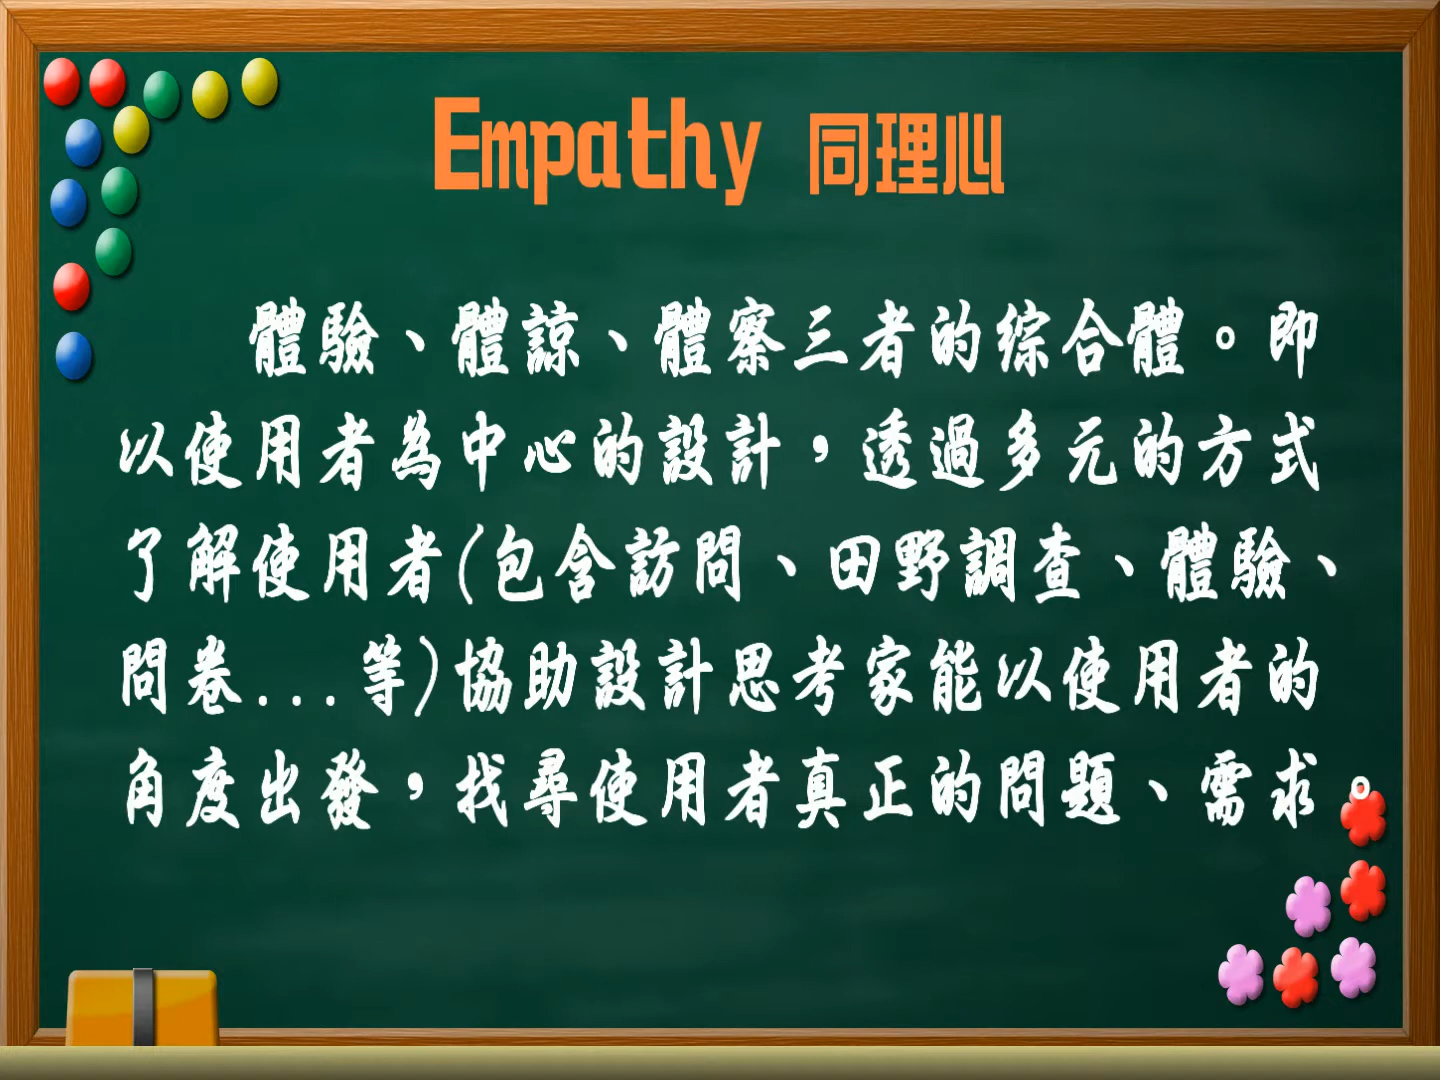 Empathy 同理心
體驗、體諒、體察三者的綜合體。即
以使用者為中心的設計，透過多元的方式
了解使用者(包含訪問、田野調查、體驗、
問卷...等)協助設計思考家能以使用者的
角度出發，找尋使用者真正的問題、需求。